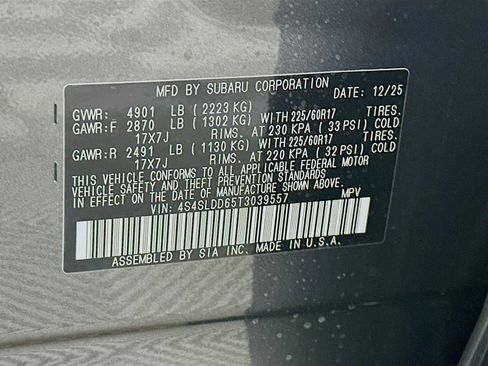 MFD BY SUBARU CORPORATION DATE: 12/25
GVWR: 4901 LB ( 2223 KG)
GAWR:F 2870 LB ( 1302 KG) WITH 225/60R17 TIRES.
17X7J RIMS. AT 230 KPA ( 33 PSI) COLD
GAWR:R 2491 LB ( 1130 KG) WITH 225/60R17 TIRES.
17X7J RIMS. AT 220 KPA ( 32 PSI) COLD
THIS VEHICLE CONFORMS TO ALL APPLICABLE FEDERAL MOTOR
VEHICLE SAFETY AND THEFT PREVENTION STANDARDS
IN EFFECT ON THE DATE OF MANUFACTURE SHOWN ABOVE.
VIN: 4S4SLDD65T3039557 MPV
ASSEMBLED BY SIA INC. MADE IN U.S.A.